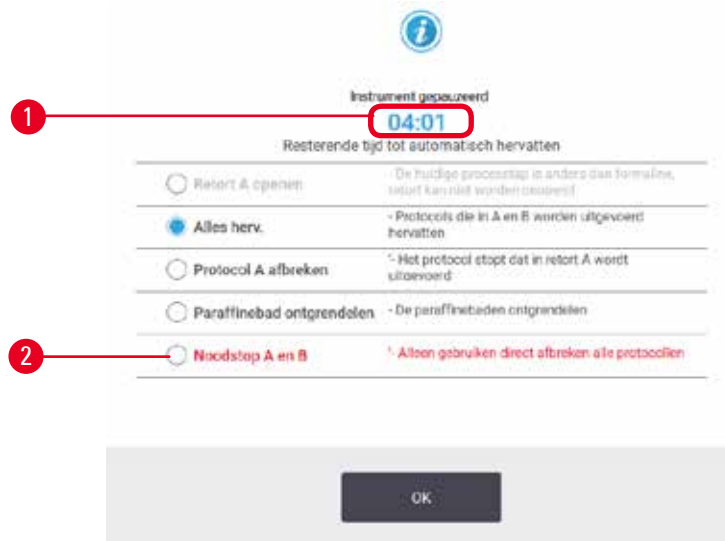 i
Instrument gepauzeerd
1
04:01
Resterende tijd tot automatisch hervatten
Retort A openen
- De huidige processtap is anders dan formaline,
retort kan niet worden geopend
Alles herv.
- Protocols die in A en B worden uitgevoerd
hervatten
Protocol A afbreken
- Het protocol stopt dat in retort A wordt
uitgevoerd
Paraffinebad ontgrendelen
- De paraffinebaden ontgrendelen
2
Noodstop A en B
- Alleen gebruiken direct afbreken alle protocollen
OK